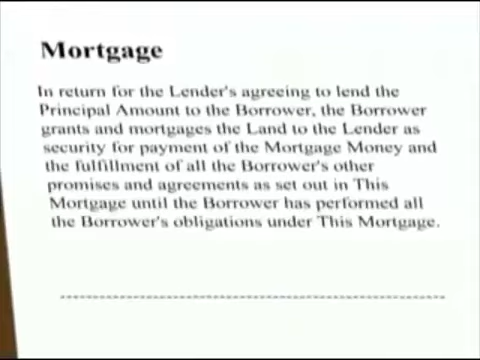 Mortgage
In return for the Lender's agreeing to lend the
Principal Amount to the Borrower, the Borrower
grants and mortgages the Land to the Lender as
security for payment of the Mortgage Money and
the fulfillment of all the Borrower's other
promises and agreements as set out in This
Mortgage until the Borrower has performed all
the Borrower's obligations under This Mortgage.